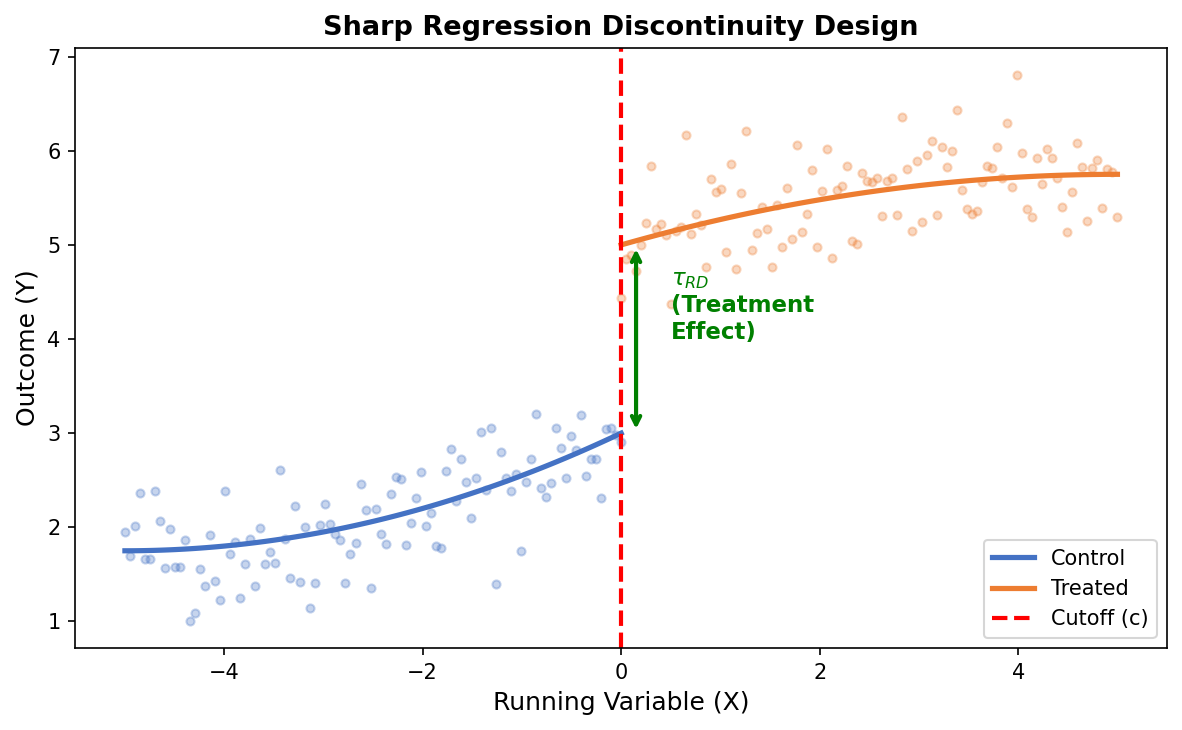 Sharp Regression Discontinuity Design
Outcome (Y)
7
6
5
4
3
2
1
τRD
(Treatment
Effect)
Control
Treated
Cutoff (c)
−4
−2
0
2
4
Running Variable (X)